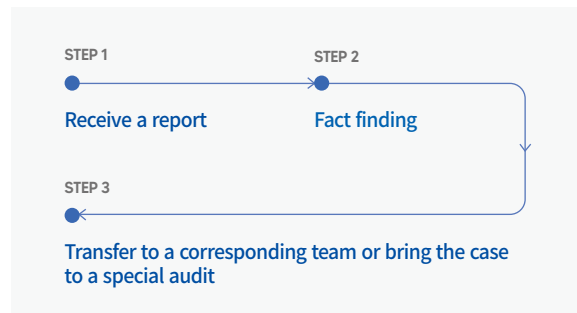 STEP 1
STEP 2
Receive a report
Fact finding
STEP 3
Transfer to a corresponding team or bring the case
to a special audit